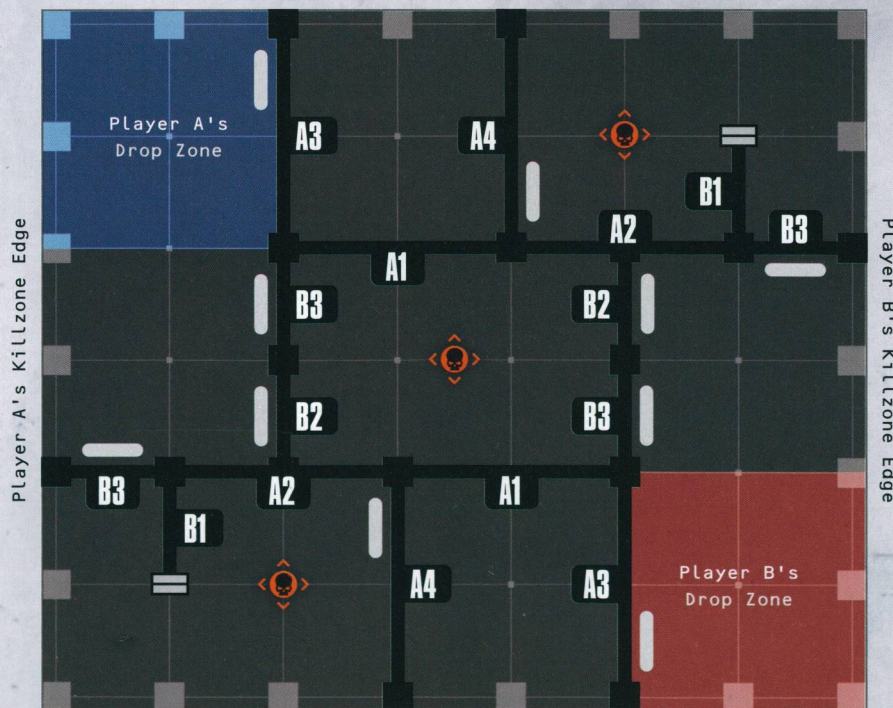 Player A's
Drop Zone
A3
A4
B1
A2
B3
A1
B3
B2
Player A's Killzone Edge
Player B's Killzone Edge
B2
B3
B3
A2
A1
B1
A4
A3
Player B's
Drop Zone